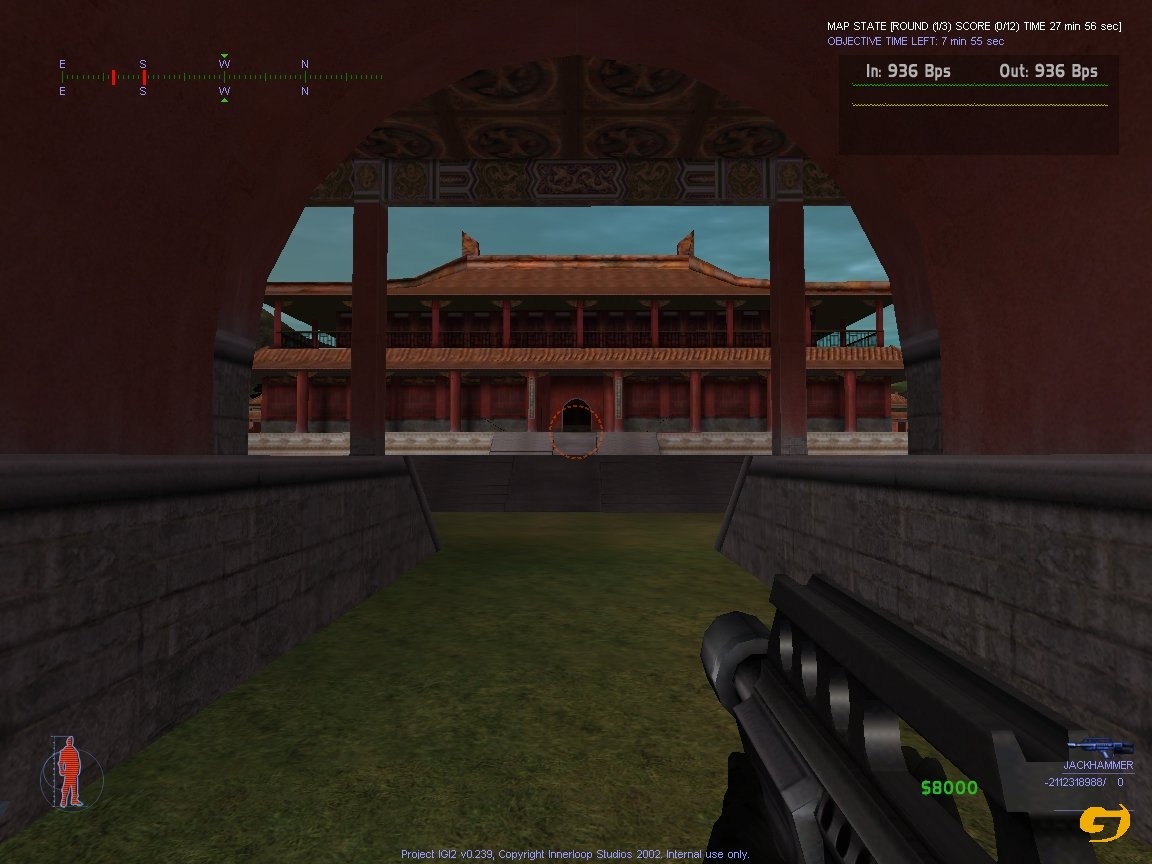 MAP STATE [ROUND (1/3) SCORE (0/12) TIME 27 min 56 sec]
OBJECTIVE TIME LEFT: 7 min 55 sec
E S W N
E S W N
In: 936 Bps Out: 936 Bps
JACKHAMMER
$8000
-2112318988/ 0
Project IGI2 v0.239, Copyright Innerloop Studios 2002. Internal use only.